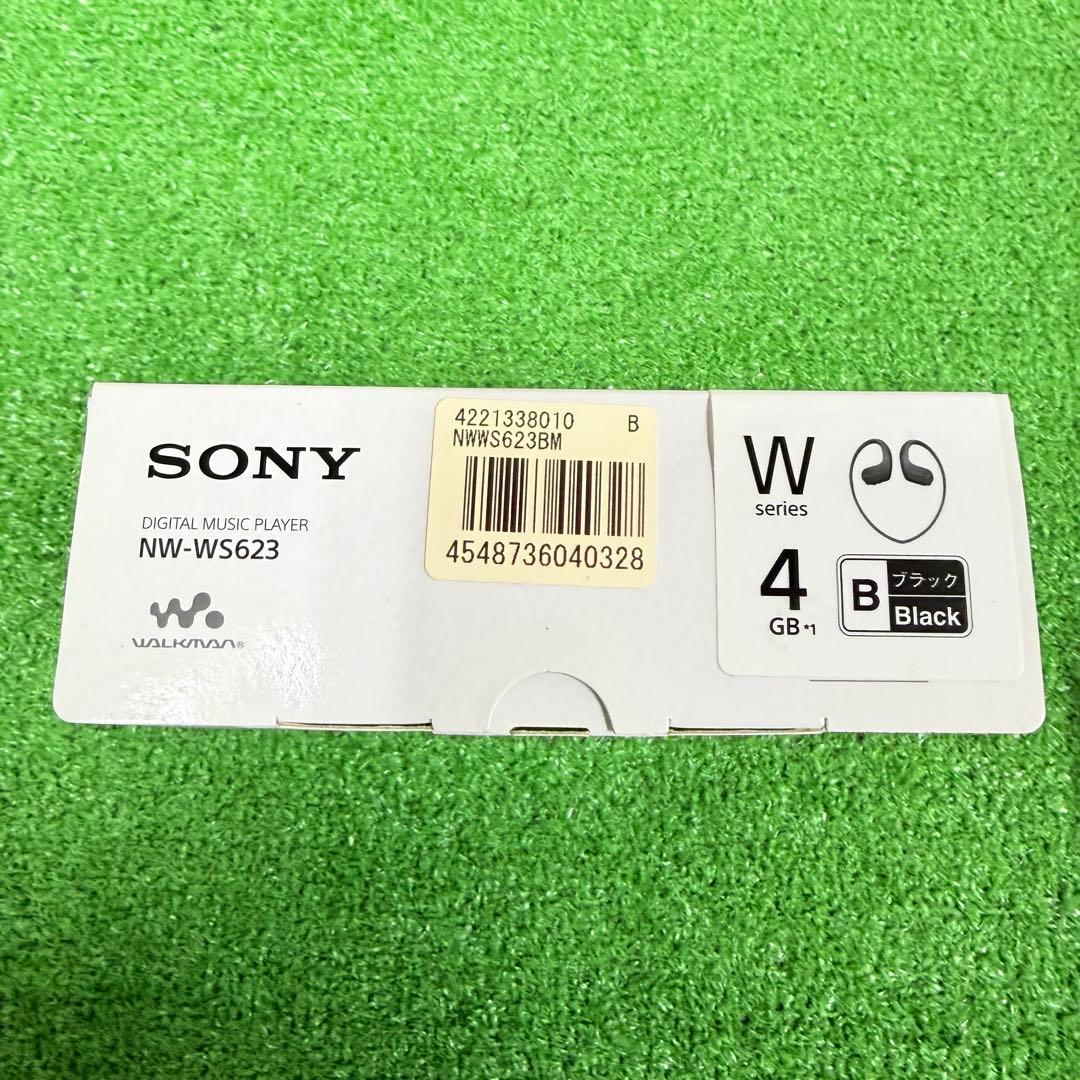 SONY
DIGITAL MUSIC PLAYER
NW-WS623
WALKMAN®
4221338010 B
NWWS623BM
4548736040328
W
series
4
GB *1
B
ブラック
Black